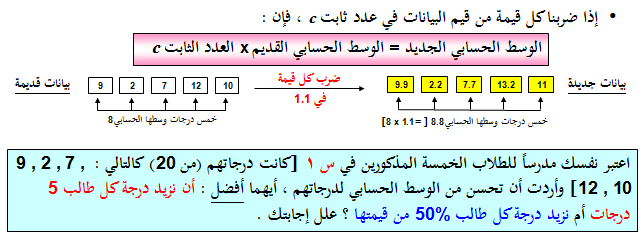 • إذا ضربنا كل قيمة من قيم البيانات في عدد ثابت c ، فإن :
الوسط الحسابي الجديد = الوسط الحسابي القديم x العدد الثابت c
بيانات قديمة
9 2 7 12 10
خمس درجات وسطها الحسابي 8
ضرب كل قيمة
في 1.1
9.9 2.2 7.7 13.2 11
بيانات جديدة
خمس درجات وسطها الحسابي 8.8 [ = 1.1 x 8]
اعتبر نفسك مدرساً للطلاب الخمسة المذكورين في س ١ [كانت درجاتهم (من 20) كالتالي : 9 , 2 , 7 ,
12 , 10] وأردت أن تحسن من الوسط الحسابي لدرجاتهم ، أيهما أفضل : أن نزيد درجة كل طالب 5
درجات أم نزيد درجة كل طالب 50% من قيمتها ؟ علل إجابتك .